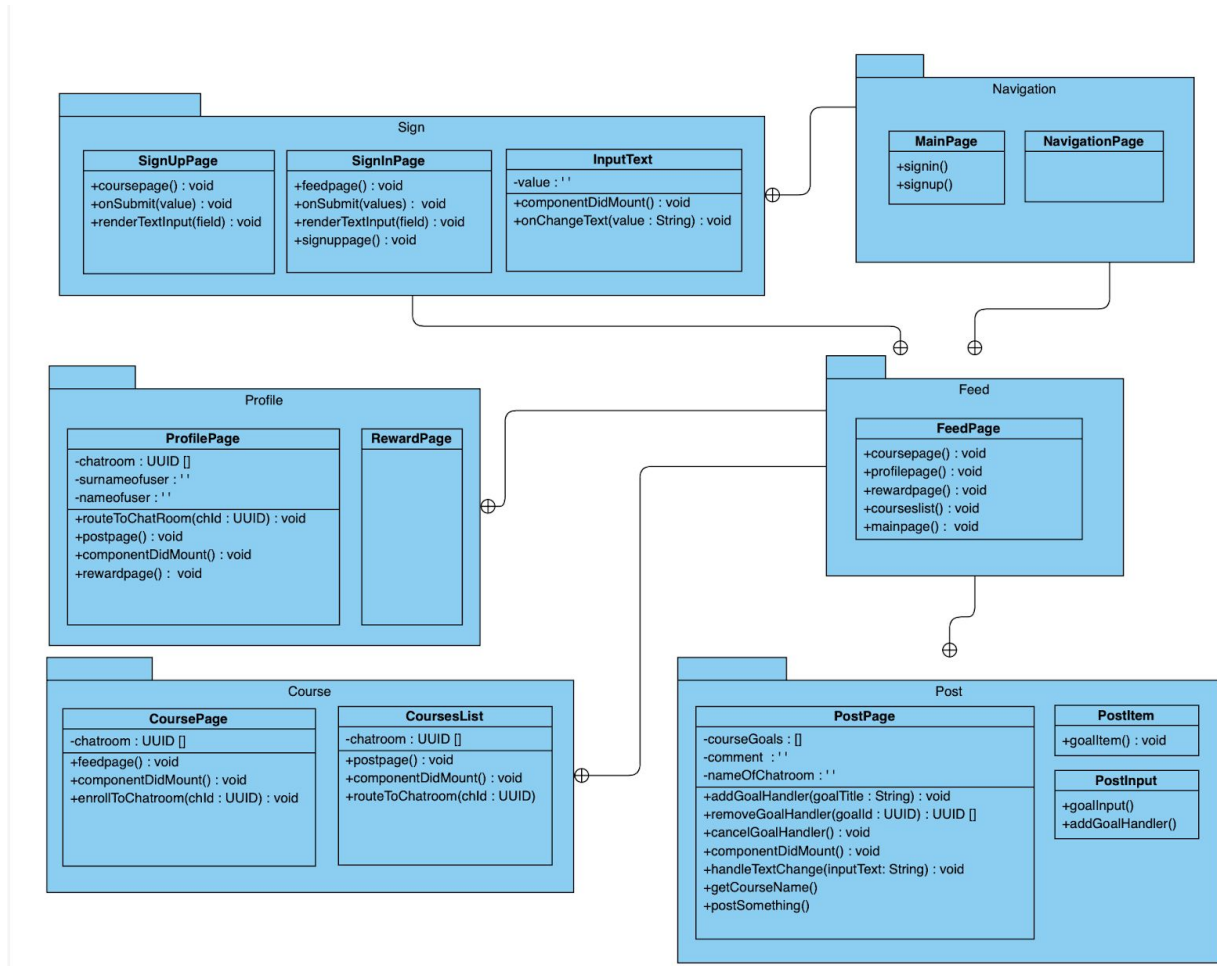 Navigation
MainPage
+signin()
+signup()
NavigationPage
Sign
SignUpPage
+coursepage() : void
+onSubmit(value) : void
+renderTextInput(field) : void
SignInPage
+feedpage() : void
+onSubmit(values) :  void
+renderTextInput(field) : void
+signuppage() : void
InputText
-value : ' '
+componentDidMount() : void
+onChangeText(value : String) : void
Profile
ProfilePage
-chatroom : UUID []
-surnameofuser : ' '
-nameofuser : ' '
+routeToChatRoom(chId : UUID) : void
+postpage() : void
+componentDidMount() : void
+rewardpage() :  void
RewardPage
Feed
FeedPage
+coursepage() : void
+profilepage() : void
+rewardpage() : void
+courseslist() : void
+mainpage() :  void
Course
CoursePage
-chatroom : UUID []
+feedpage() : void
+componentDidMount() : void
+enrollToChatroom(chId : UUID) : void
CoursesList
-chatroom : UUID []
+postpage() : void
+componentDidMount() : void
+routeToChatroom(chId : UUID)
Post
PostPage
-courseGoals : []
-comment  : ' '
-nameOfChatroom : ' '
+addGoalHandler(goalTitle : String) : void
+removeGoalHandler(goalId : UUID) : UUID []
+cancelGoalHandler() : void
+componentDidMount() : void
+handleTextChange(inputText: String) : void
+getCourseName()
+postSomething()
PostItem
+goalItem() : void
PostInput
+goalInput()
+addGoalHandler()